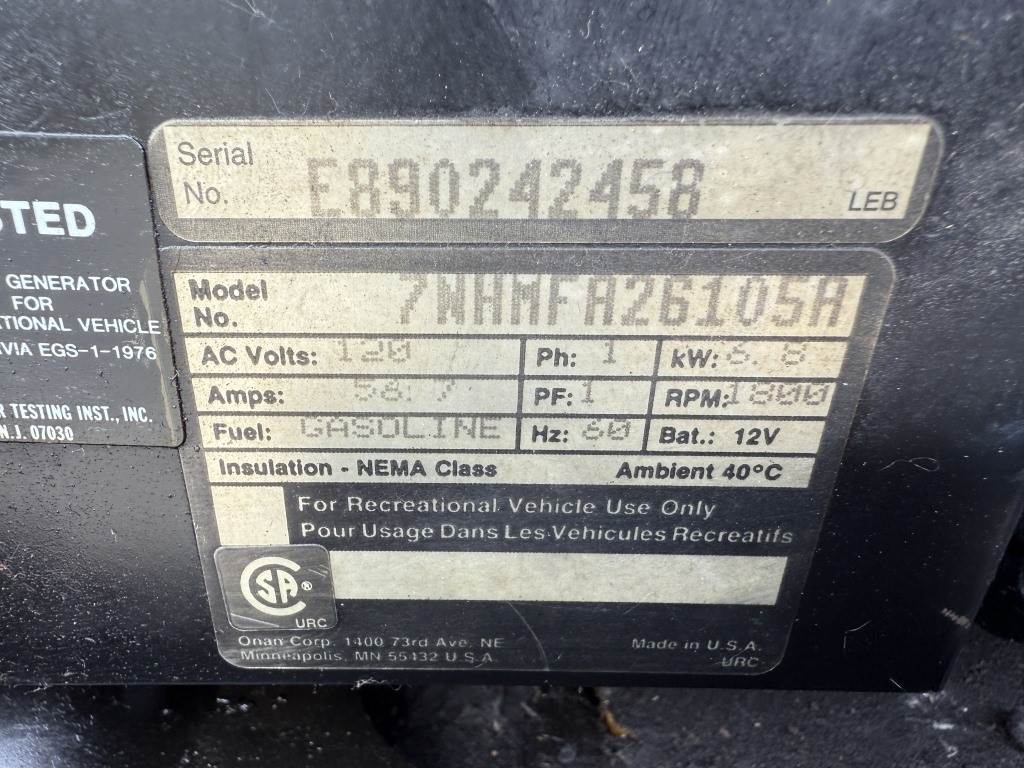 STED
GENERATOR
FOR
TIONAL VEHICLE
VIA EGS-1-1976
R TESTING INST., INC.
N.J. 07030
Serial
No. E890242458 LEB
Model
No. 7NHMFA26105A
AC Volts: 120 Ph: 1 kW: 6.8
Amps: 56.7 PF: 1 RPM: 1800
Fuel: GASOLINE Hz: 60 Bat.: 12V
Insulation - NEMA Class Ambient 40°C
For Recreational Vehicle Use Only
Pour Usage Dans Les Vehicules Recreatifs
CSA ®
URC
Onan Corp. 1400 73rd Ave. NE Made in U.S.A.
Minneapolis, MN 55432 U.S.A. URC